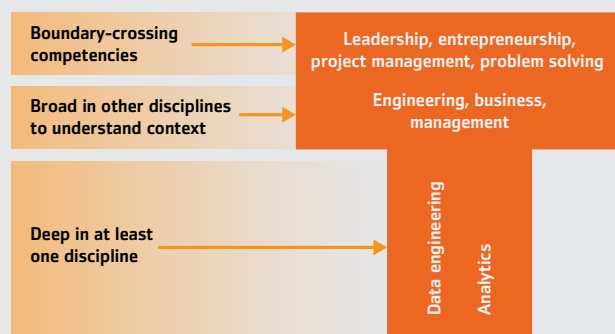 Boundary-crossing
competencies
Leadership, entrepreneurship,
project management, problem solving
Broad in other disciplines
to understand context
Engineering, business,
management
Deep in at least
one discipline
Data engineering
Analytics